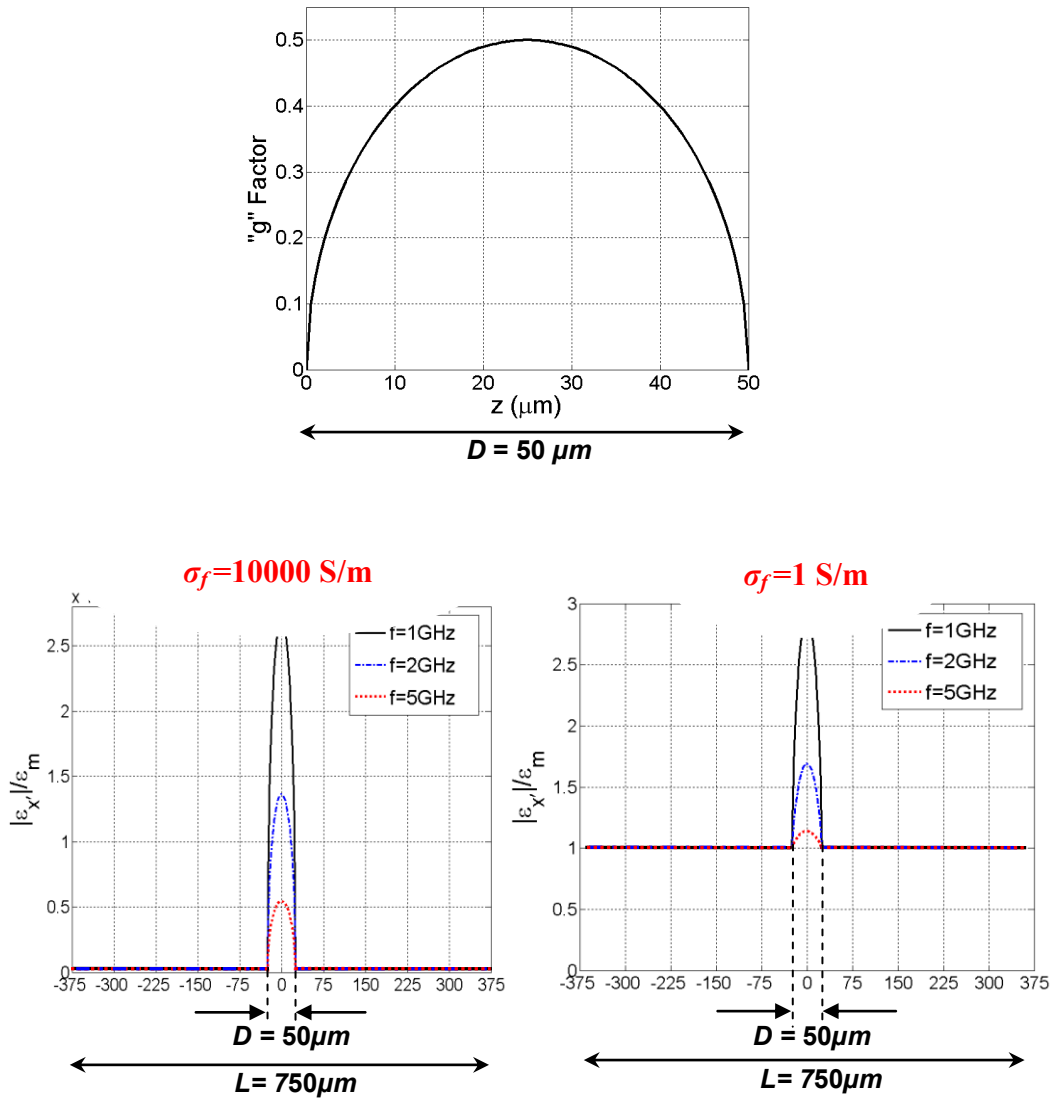 0.5
0.4
0.3
0.2
0.1
0
"g" Factor
0 10 20 30 40 50
z (μm)
D = 50 μm
σf=10000 S/m
σf=1 S/m
x
2.5
2
1.5
1
0.5
0
|εx'|/εm
f=1GHz
f=2GHz
f=5GHz
-375 -300 -225 -150 -75 0 75 150 225 300 375
D = 50μm
L= 750μm
3
2.5
2
1.5
1
0.5
0
|εx'|/εm
f=1GHz
f=2GHz
f=5GHz
-375 -300 -225 -150 -75 0 75 150 225 300 375
D = 50μm
L= 750μm